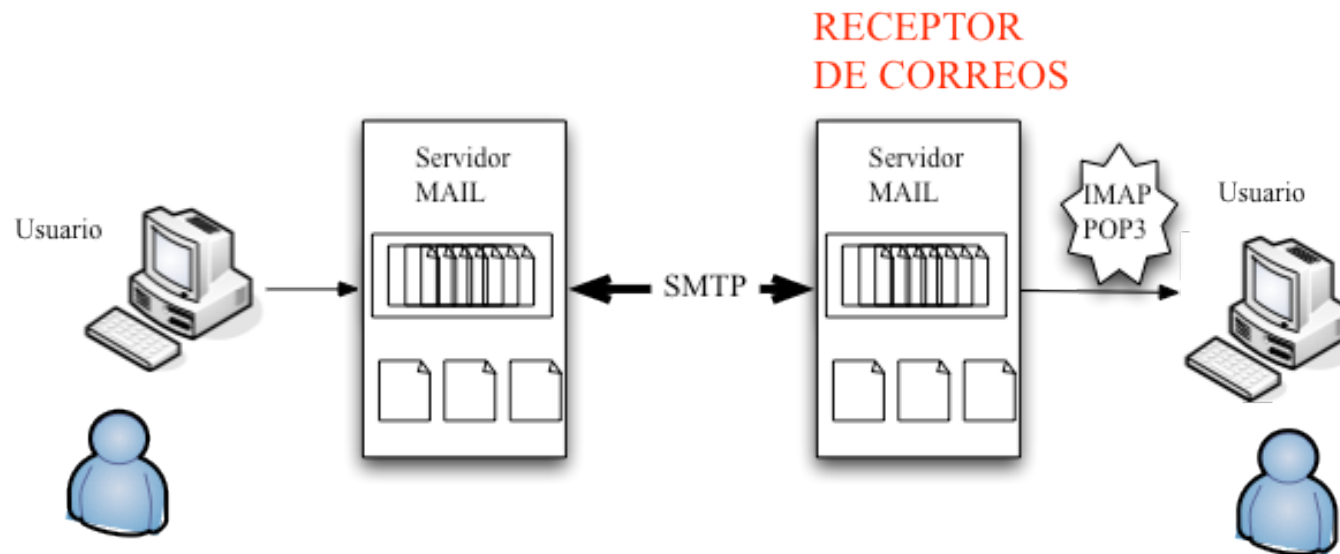 RECEPTOR
DE CORREOS
Servidor
MAIL
Servidor
MAIL
Usuario
IMAP
POP3
Usuario
SMTP